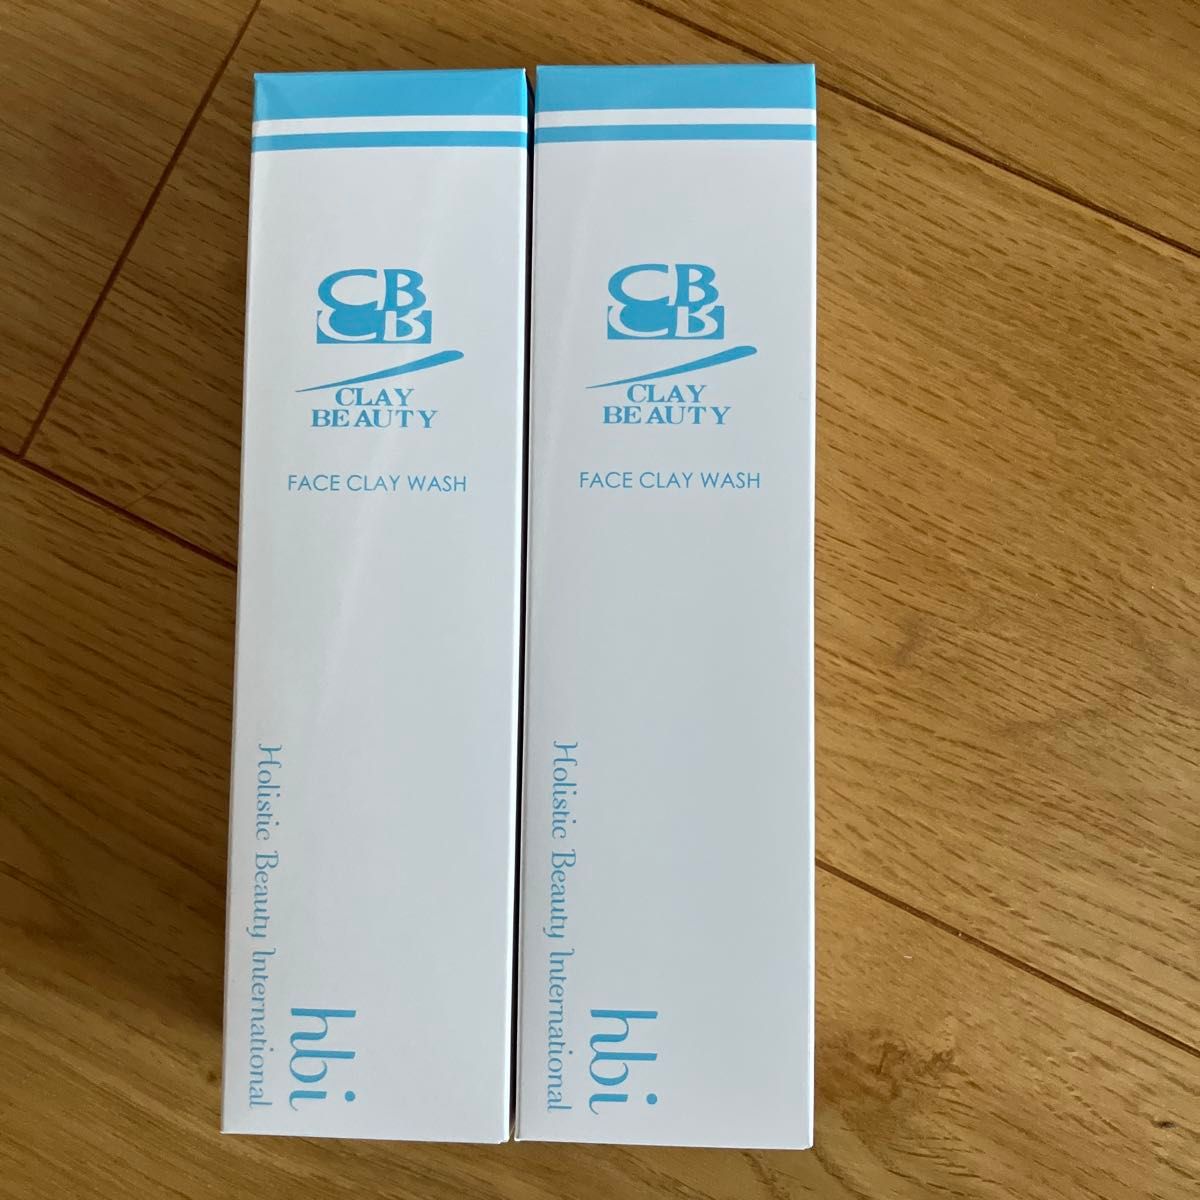 CB
CB
CLAY
BEAUTY
FACE CLAY WASH
Holistic Beauty International
hbi
CB
CB
CLAY
BEAUTY
FACE CLAY WASH
Holistic Beauty International
hbi